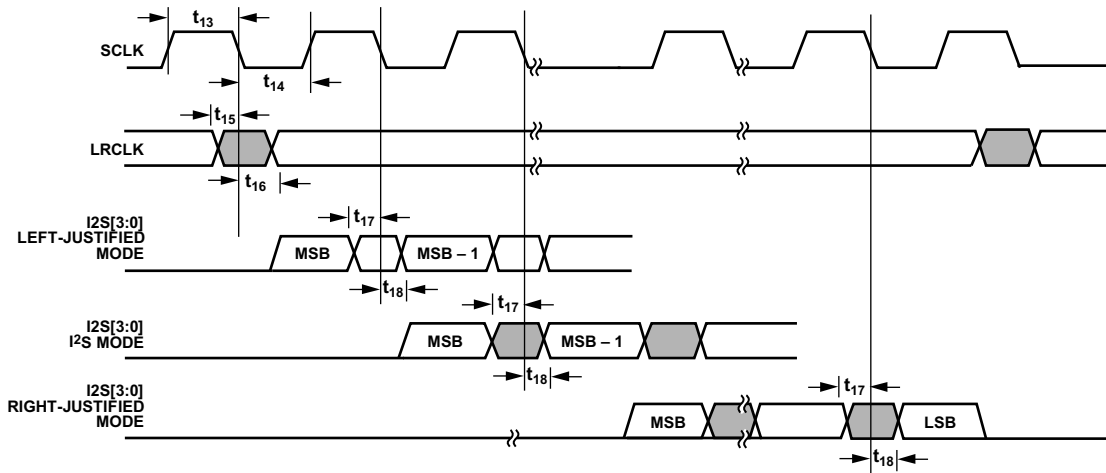 t13
SCLK
t14
t15
LRCLK
t16
I2S[3:0]
LEFT-JUSTIFIED
MODE
t17
MSB
MSB – 1
t18
I2S[3:0]
I2S MODE
t17
MSB
MSB – 1
t18
I2S[3:0]
RIGHT-JUSTIFIED
MODE
t17
MSB
LSB
t18